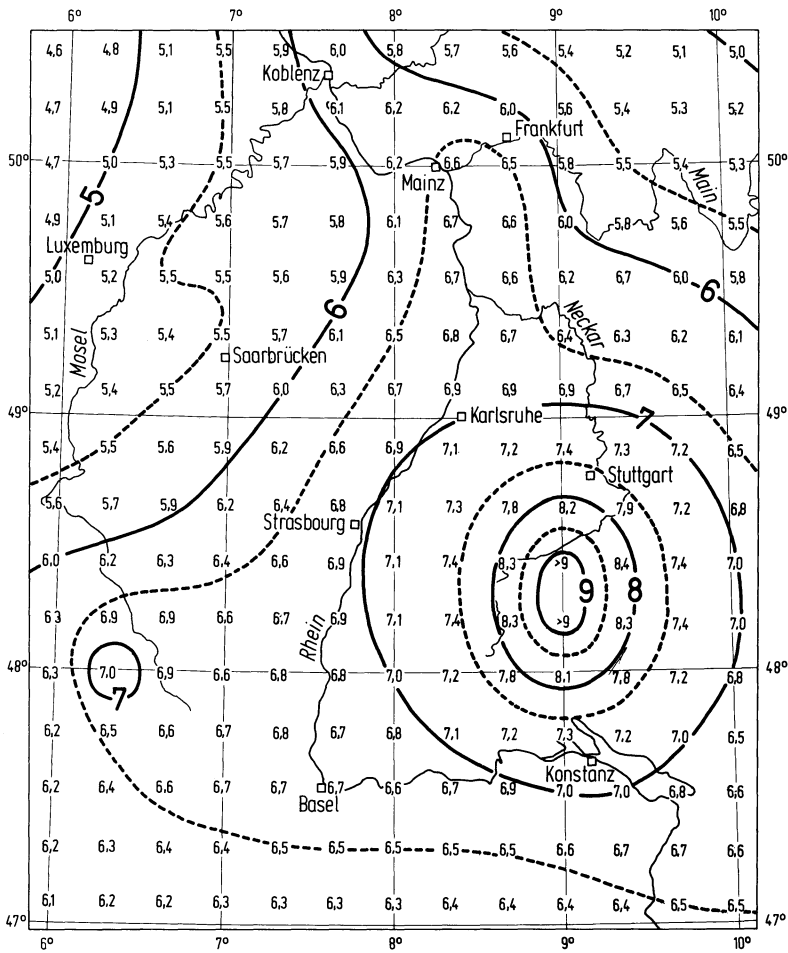 6° 7° 8° 9° 10°
4,6 4,8 5,1 5,5 5,9 6,0 5,8 5,7 5,6 5,4 5,2 5,1 5,0
Koblenz
4,7 4,9 5,1 5,5 5,8 6,1 6,2 6,2 6,0 5,6 5,4 5,3 5,2
Frankfurt
50° 4,7 5,0 5,3 5,5 5,7 5,9 6,2 6,6 6,5 5,8 5,5 5,4 5,3 50°
Mainz Main
5
4,9 5,1 5,4 5,6 5,7 5,8 6,1 6,7 6,6 6,0 5,8 5,6 5,5
Luxemburg
5,0 5,2 5,5 5,5 5,6 5,9 6,3 6,7 6,6 6,2 6,7 6,0 5,8
6 6
Neckar
5,1 5,3 5,4 5,5 5,7 6,1 6,5 6,8 6,7 6,4 6,3 6,2 6,1
Mosel Saarbrücken
5,2 5,4 5,5 5,7 6,0 6,3 6,7 6,9 6,9 6,9 6,7 6,5 6,4
49° Karlsruhe 7 49°
5,4 5,5 5,6 5,9 6,2 6,6 6,9 7,1 7,2 7,4 7,3 7,2 6,5
Stuttgart
5,6 5,7 5,9 6,2 6,4 6,8 7,1 7,3 7,8 8,2 7,9 7,2 6,8
Strasbourg
6,0 6,2 6,3 6,4 6,6 6,9 7,1 7,4 8,3 >9 8,4 7,4 7,0
9 8
6,3 6,9 6,9 6,6 6,7 6,9 7,1 7,4 8,3 >9 8,3 7,4 7,0
Rhein
48° 6,3 7,0 6,9 6,6 6,8 6,8 7,0 7,2 7,8 8,1 7,8 7,2 6,8 48°
7
6,2 6,5 6,6 6,7 6,8 6,7 6,8 7,1 7,2 7,3 7,2 7,0 6,5
Konstanz
6,2 6,4 6,6 6,7 6,7 6,7 6,6 6,7 6,9 7,0 7,0 6,8 6,6
Basel
6,2 6,3 6,4 6,4 6,5 6,5 6,5 6,5 6,5 6,6 6,7 6,7 6,6
6,1 6,2 6,2 6,3 6,3 6,3 6,3 6,4 6,4 6,4 6,4 6,5 6,5
47° 47°
6° 7° 8° 9° 10°